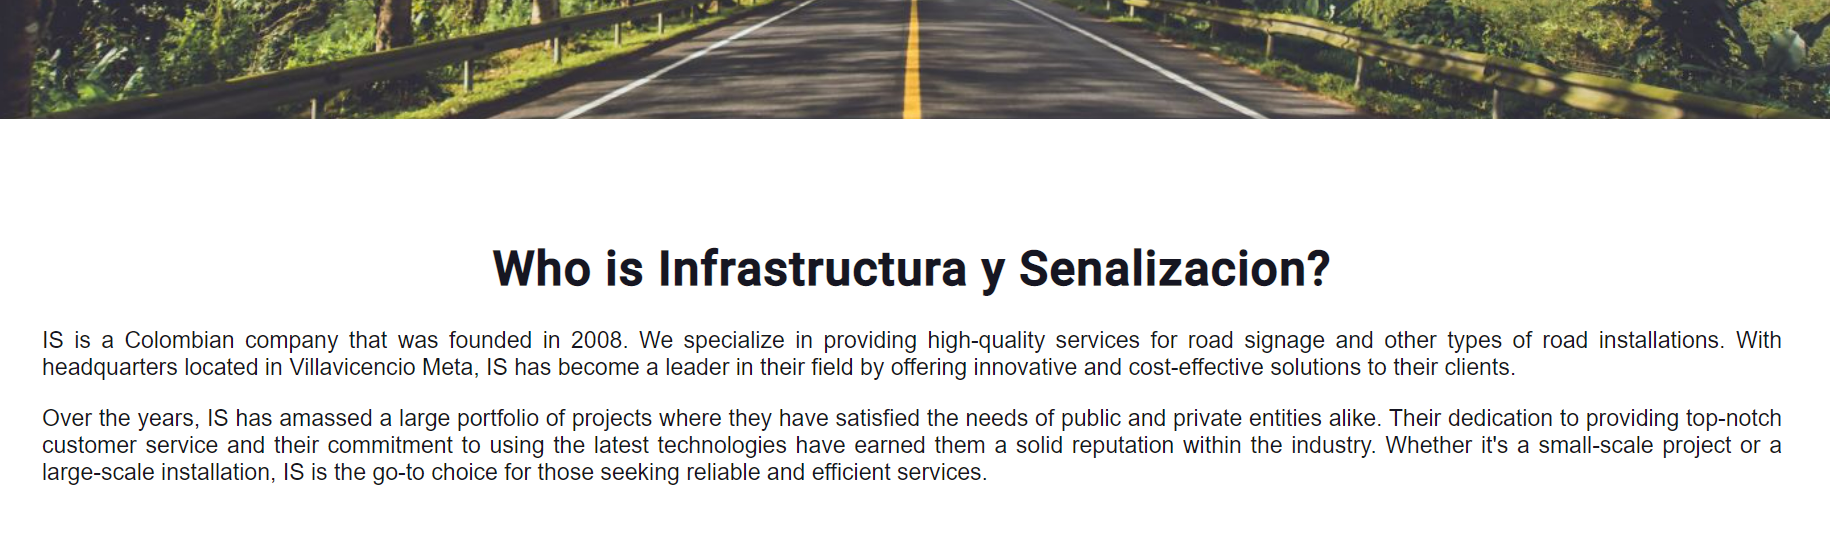 Who is Infrastructura y Senalizacion?
IS is a Colombian company that was founded in 2008. We specialize in providing high-quality services for road signage and other types of road installations. With
headquarters located in Villavicencio Meta, IS has become a leader in their field by offering innovative and cost-effective solutions to their clients.
Over the years, IS has amassed a large portfolio of projects where they have satisfied the needs of public and private entities alike. Their dedication to providing top-notch
customer service and their commitment to using the latest technologies have earned them a solid reputation within the industry. Whether it's a small-scale project or a
large-scale installation, IS is the go-to choice for those seeking reliable and efficient services.